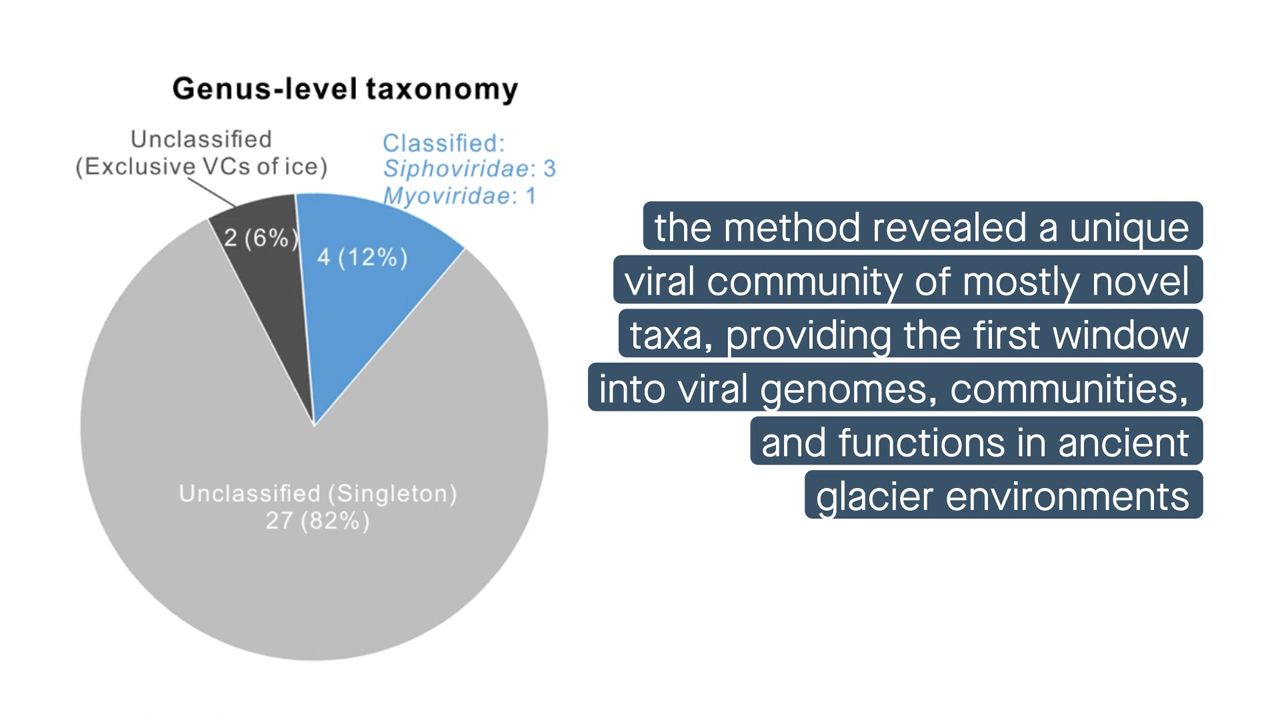 Genus-level taxonomy
Unclassified
(Exclusive VCs of ice)
Classified:
Siphoviridae: 3
Myoviridae: 1
2 (6%)
4 (12%)
Unclassified (Singleton)
27 (82%)
the method revealed a unique
viral community of mostly novel
taxa, providing the first window
into viral genomes, communities,
and functions in ancient
glacier environments